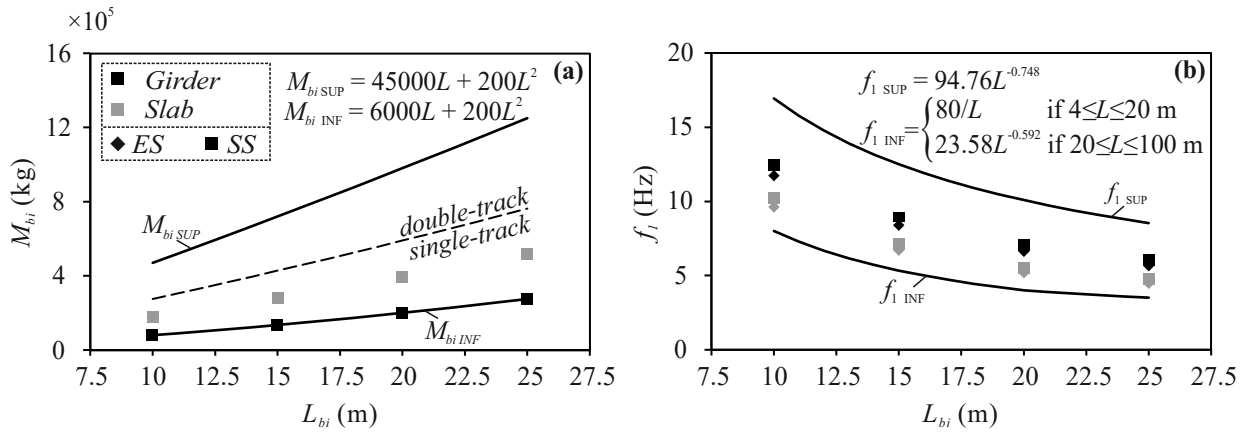 ×10⁵
16
12
8
4
0
M_bi (kg)
(a)
Girder
Slab
ES SS
M_bi SUP = 45000L + 200L²
M_bi INF = 6000L + 200L²
M_bi SUP
double-track
single-track
M_bi INF
7.5 10 12.5 15 17.5 20 22.5 25 27.5
L_bi (m)
20
15
10
5
0
f_1 (Hz)
(b)
f_1 SUP = 94.76L^-0.748
f_1 INF = { 80/L if 4≤L≤20 m
23.58L^-0.592 if 20≤L≤100 m
f_1 SUP
f_1 INF
7.5 10 12.5 15 17.5 20 22.5 25 27.5
L_bi (m)